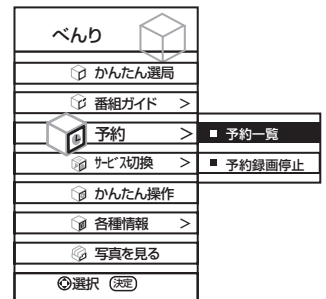 べんり
かんたん選局
番組ガイド >
予約 >
■ 予約一覧
■ 予約録画停止
サービス切換 >
かんたん操作
各種情報 >
写真を見る
選択 決定